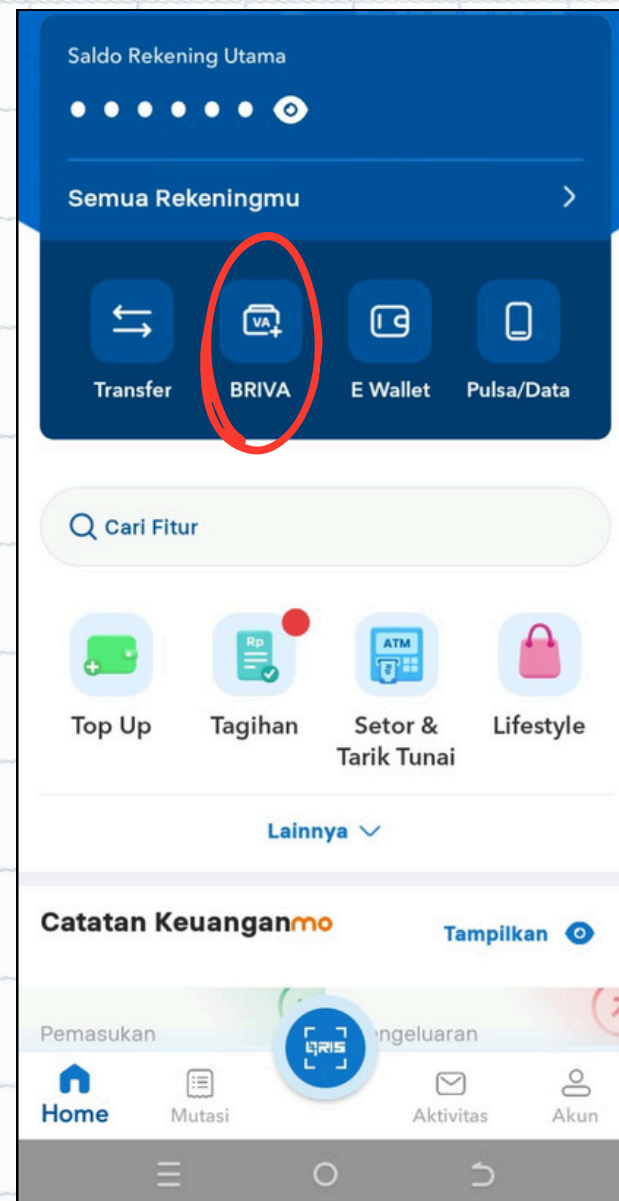 Saldo Rekening Utama
Semua Rekeningmu
VA
Transfer BRIVA E Wallet Pulsa/Data
Cari Fitur
Rp ATM
Top Up Tagihan Setor & Lifestyle
Tarik Tunai
Lainnya
Catatan Keuanganmo Tampilkan
Pemasukan ngeluaran
QRIS
Home Mutasi Aktivitas Akun